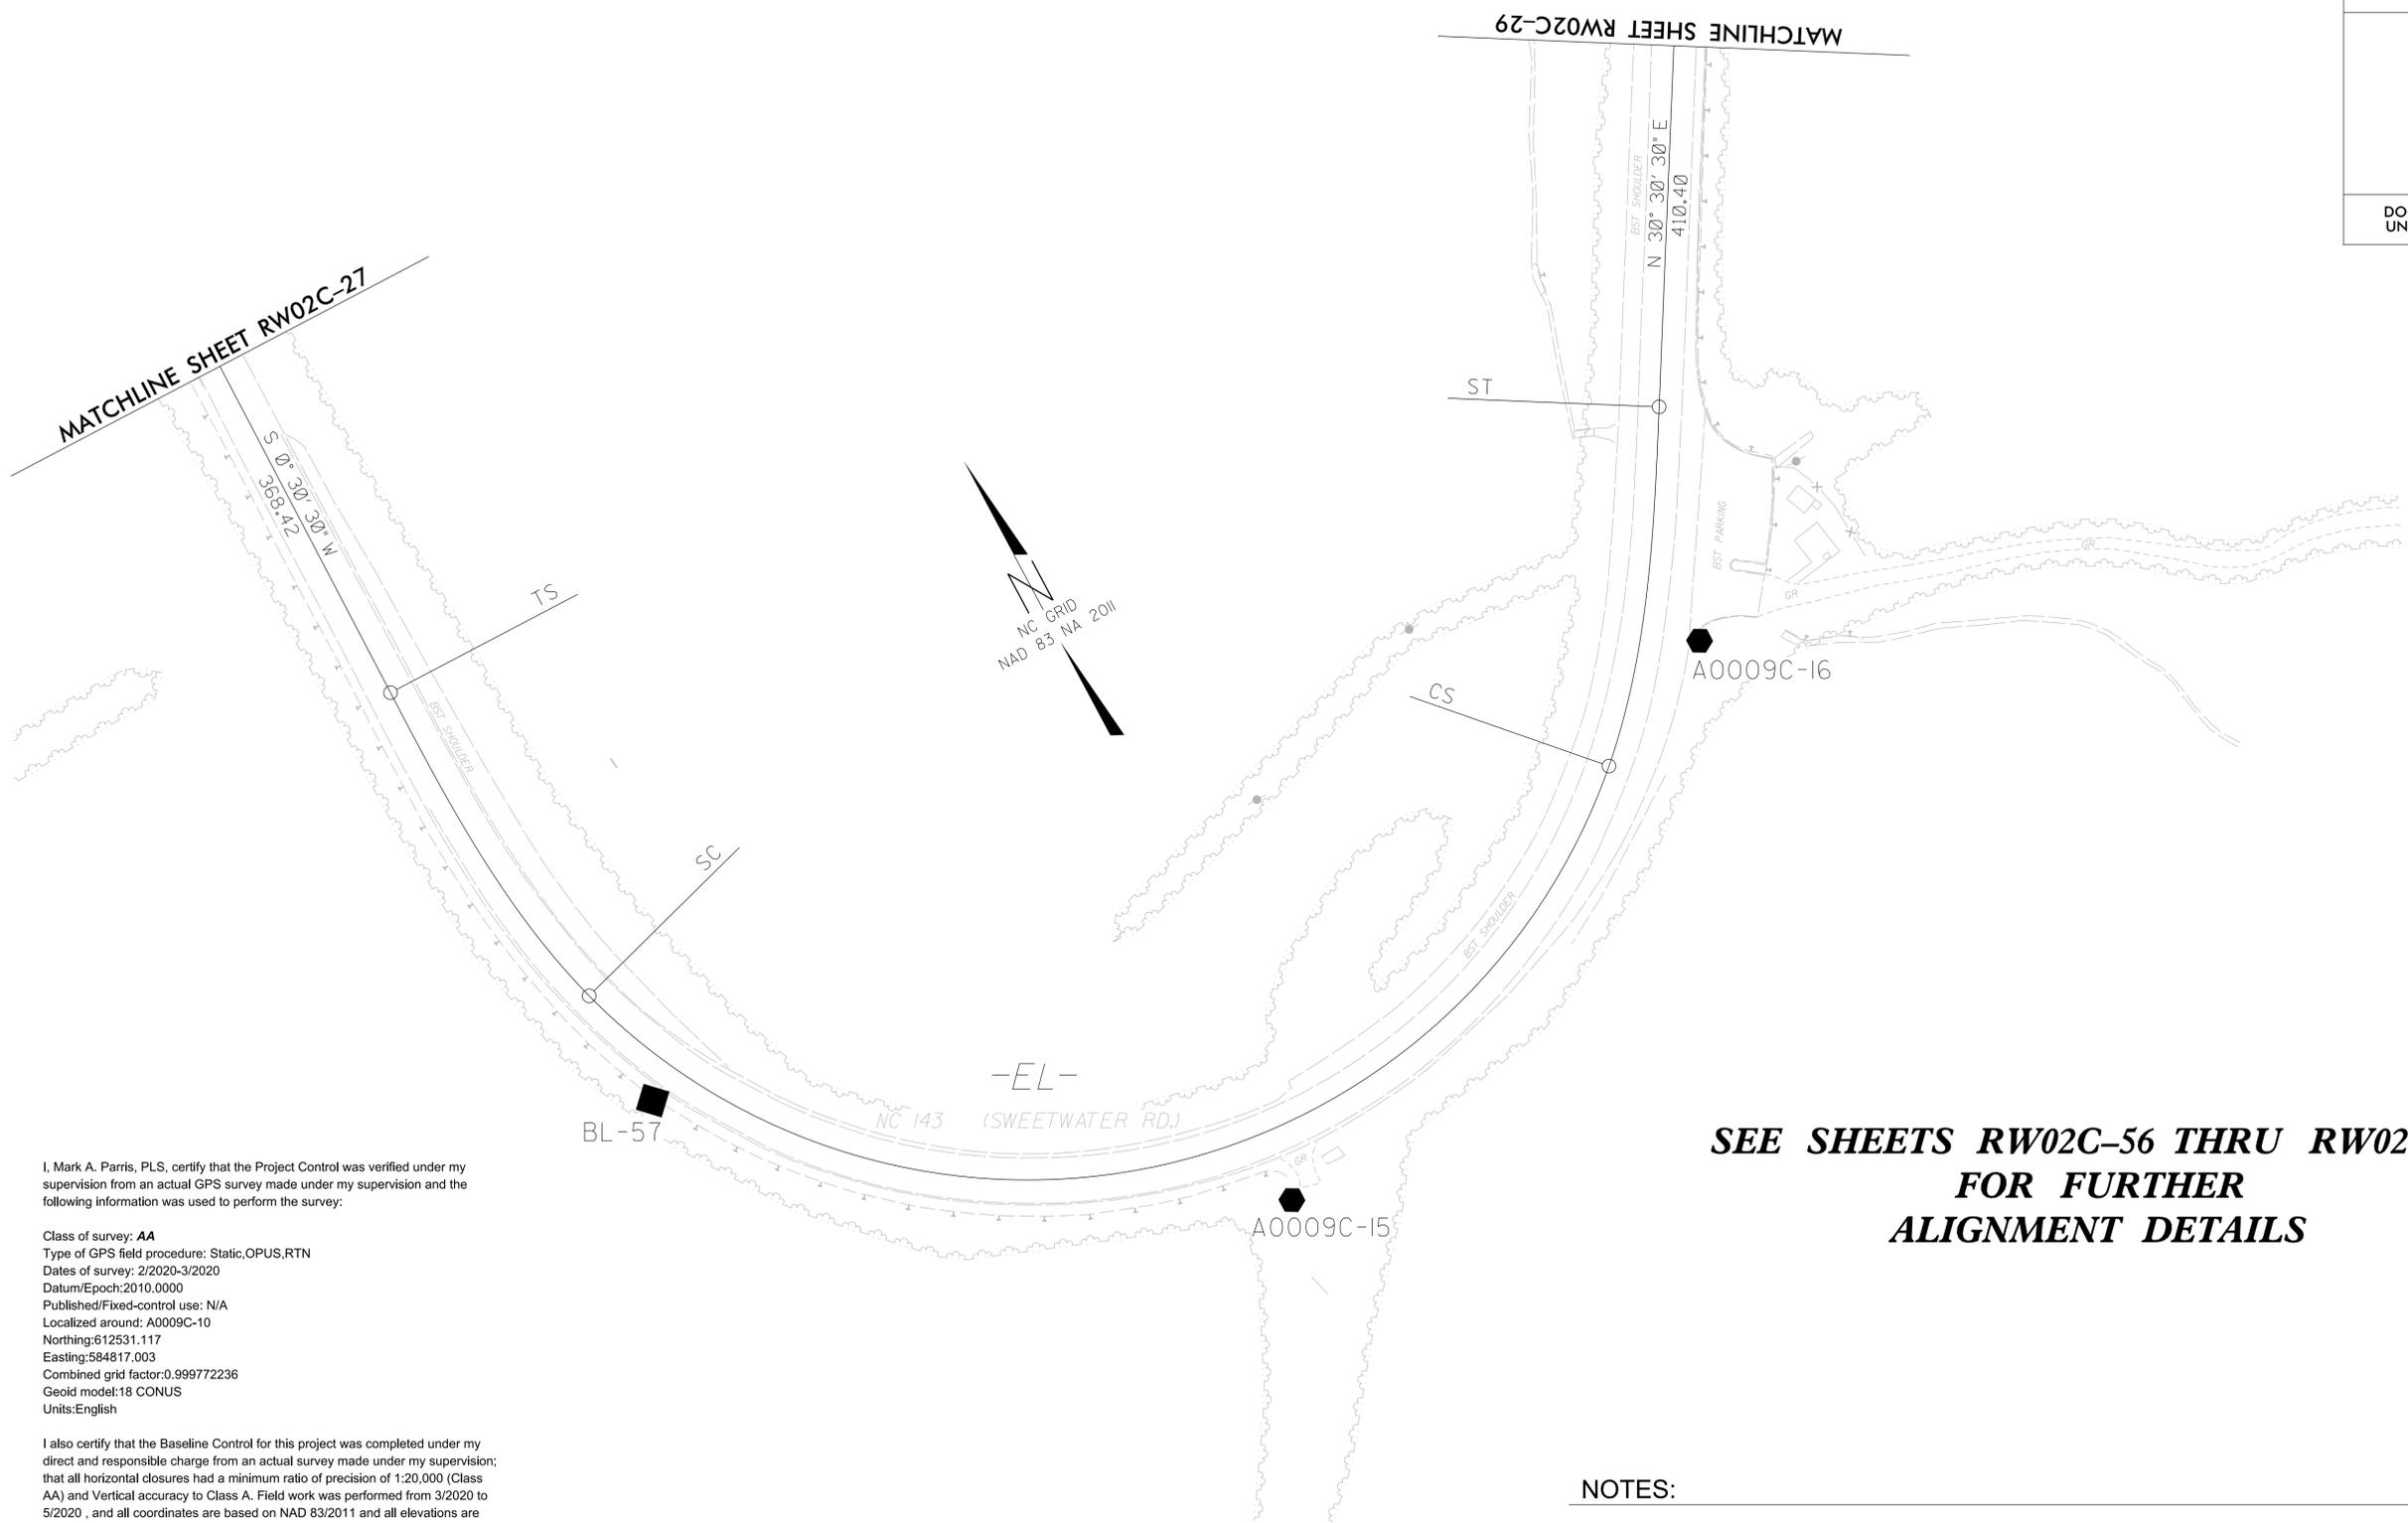 MATCHLINE SHEET RW02C-29
DO
UN
N 30° 30' 30" E
410.40
BST SHOULDER
MATCHLINE SHEET RW02C-27
S 0° 30' 30" W
368.42
ST
TS
BST SHOULDER
NC GRID
NAD 83 NA 2011
BST PARKING
GR
GR
A0009C-16
CS
SC
BST SHOULDER
-EL-
NC 143 (SWEETWATER RD.)
BL-57
GR
A0009C-15
SEE SHEETS RW02C-56 THRU RW02
FOR FURTHER
ALIGNMENT DETAILS
I, Mark A. Parris, PLS, certify that the Project Control was verified under my
supervision from an actual GPS survey made under my supervision and the
following information was used to perform the survey:
Class of survey: AA
Type of GPS field procedure: Static,OPUS,RTN
Dates of survey: 2/2020-3/2020
Datum/Epoch:2010.0000
Published/Fixed-control use: N/A
Localized around: A0009C-10
Northing:612531.117
Easting:584817.003
Combined grid factor:0.999772236
Geoid model:18 CONUS
Units:English
I also certify that the Baseline Control for this project was completed under my
direct and responsible charge from an actual survey made under my supervision;
that all horizontal closures had a minimum ratio of precision of 1:20,000 (Class
AA) and Vertical accuracy to Class A. Field work was performed from 3/2020 to
5/2020 , and all coordinates are based on NAD 83/2011 and all elevations are
NOTES: